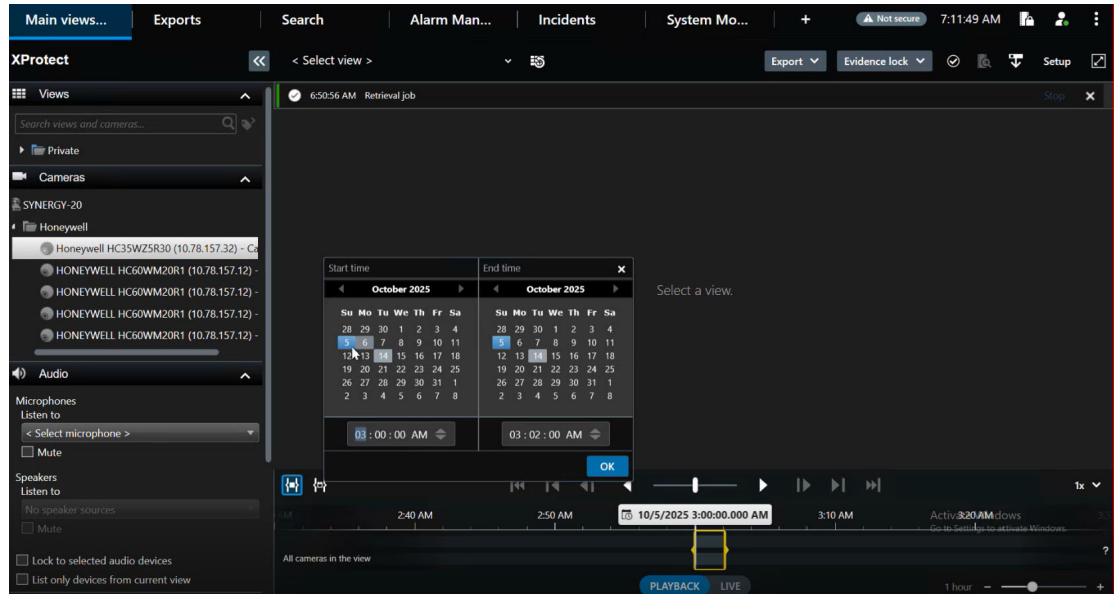 Main views... Exports Search Alarm Man... Incidents System Mo... + Not secure 7:11:49 AM
XProtect < Select view > Export Evidence lock Setup
Views
6:50:56 AM Retrieval job Stop
Search views and cameras...
Private
Cameras
SYNERGY-20
Honeywell
Honeywell HC35WZ5R30 (10.78.157.32) - Ca
HONEYWELL HC60WM20R1 (10.78.157.12) -
HONEYWELL HC60WM20R1 (10.78.157.12) -
HONEYWELL HC60WM20R1 (10.78.157.12) -
HONEYWELL HC60WM20R1 (10.78.157.12) -
Audio
Microphones
Listen to
< Select microphone >
Mute
Speakers
Listen to
No speaker sources
Mute
Lock to selected audio devices
List only devices from current view
Start time
October 2025
Su Mo Tu We Th Fr Sa
28 29 30 1 2 3 4
5 6 7 8 9 10 11
12 13 14 15 16 17 18
19 20 21 22 23 24 25
26 27 28 29 30 31 1
2 3 4 5 6 7 8
03 : 00 : 00 AM
End time
October 2025
Su Mo Tu We Th Fr Sa
28 29 30 1 2 3 4
5 6 7 8 9 10 11
12 13 14 15 16 17 18
19 20 21 22 23 24 25
26 27 28 29 30 31 1
2 3 4 5 6 7 8
03 : 02 : 00 AM
OK
Select a view.
1x
2:40 AM 2:50 AM 10/5/2025 3:00:00.000 AM 3:10 AM 3:20 AM
Activate Windows
Go to Settings to activate Windows.
All cameras in the view
?
PLAYBACK LIVE 1 hour - +